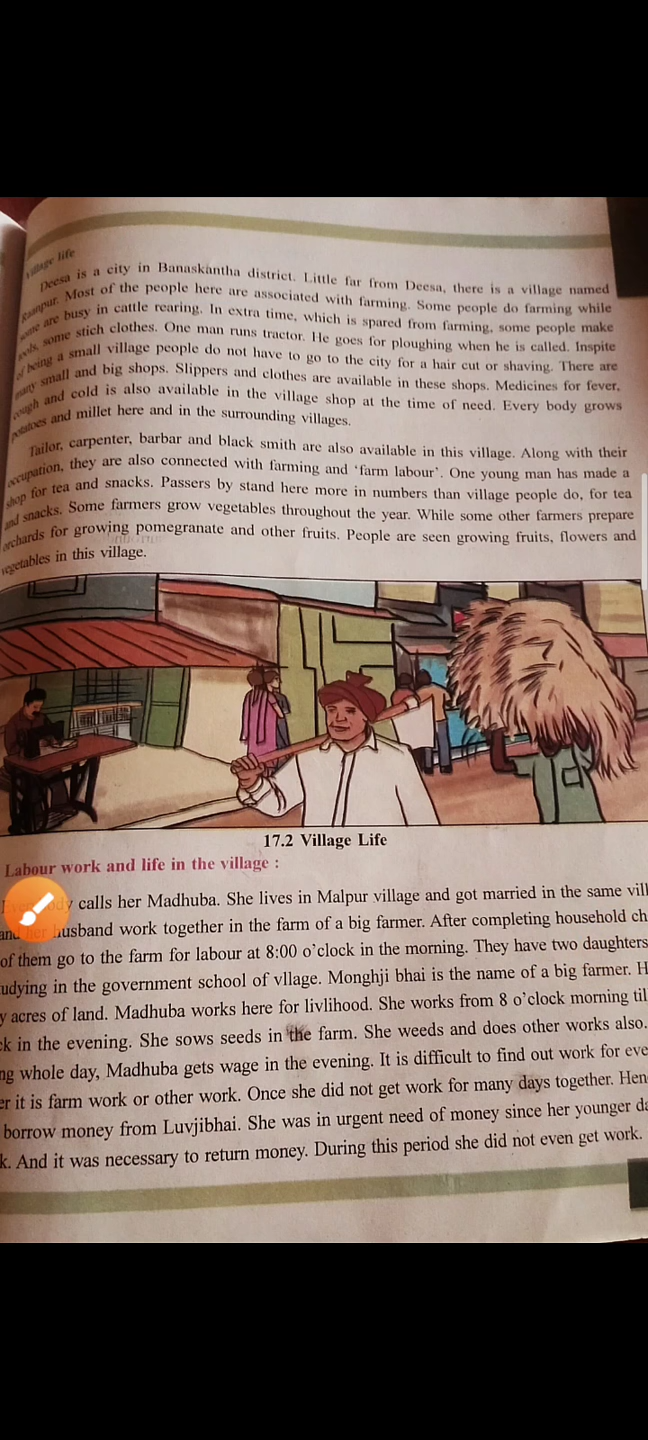 Village life
Deesa is a city in Banaskantha district. Little far from Deesa, there is a village named
Ranpur. Most of the people here are associated with farming. Some people do farming while
some are busy in cattle rearing. In extra time, which is spared from farming, some people make
tools, some stich clothes. One man runs tractor. He goes for ploughing when he is called. Inspite
of being a small village people do not have to go to the city for a hair cut or shaving. There are
many small and big shops. Slippers and clothes are available in these shops. Medicines for fever,
cough and cold is also available in the village shop at the time of need. Every body grows
potatoes and millet here and in the surrounding villages.
Tailor, carpenter, barbar and black smith are also available in this village. Along with their
occupation, they are also connected with farming and ‘farm labour’. One young man has made a
shop for tea and snacks. Passers by stand here more in numbers than village people do, for tea
and snacks. Some farmers grow vegetables throughout the year. While some other farmers prepare
orchards for growing pomegranate and other fruits. People are seen growing fruits, flowers and
vegetables in this village.
17.2 Village Life
Labour work and life in the village :
calls her Madhuba. She lives in Malpur village and got married in the same vill
and her husband work together in the farm of a big farmer. After completing household ch
of them go to the farm for labour at 8:00 o’clock in the morning. They have two daughters
udying in the government school of vllage. Monghji bhai is the name of a big farmer. H
y acres of land. Madhuba works here for livlihood. She works from 8 o’clock morning til
ck in the evening. She sows seeds in the farm. She weeds and does other works also.
ng whole day, Madhuba gets wage in the evening. It is difficult to find out work for eve
er it is farm work or other work. Once she did not get work for many days together. Hen
borrow money from Luvjibhai. She was in urgent need of money since her younger da
k. And it was necessary to return money. During this period she did not even get work.